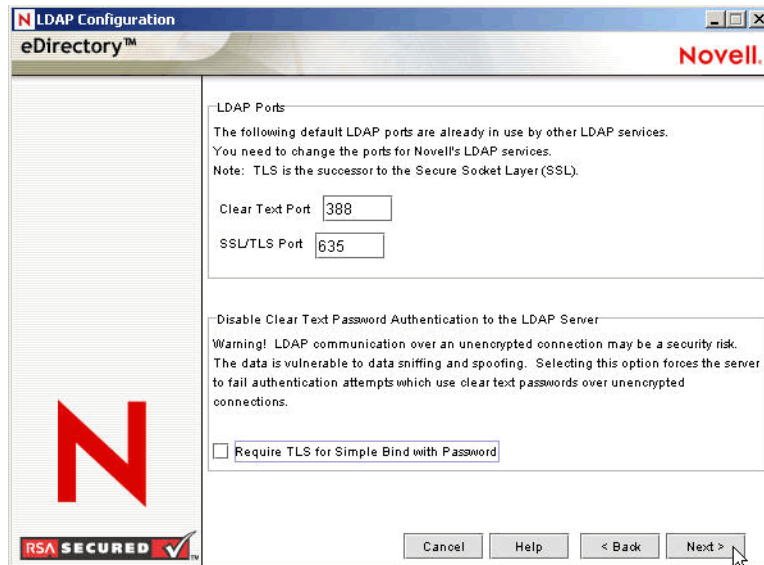 N LDAP Configuration
eDirectory™
Novell.
LDAP Ports
The following default LDAP ports are already in use by other LDAP services.
You need to change the ports for Novell's LDAP services.
Note: TLS is the successor to the Secure Socket Layer (SSL).
Clear Text Port 388
SSL/TLS Port 635
Disable Clear Text Password Authentication to the LDAP Server
Warning! LDAP communication over an unencrypted connection may be a security risk.
The data is vulnerable to data sniffing and spoofing. Selecting this option forces the server
to fail authentication attempts which use clear text passwords over unencrypted
connections.
Require TLS for Simple Bind with Password
N
RSA SECURED ™
Cancel Help < Back Next >